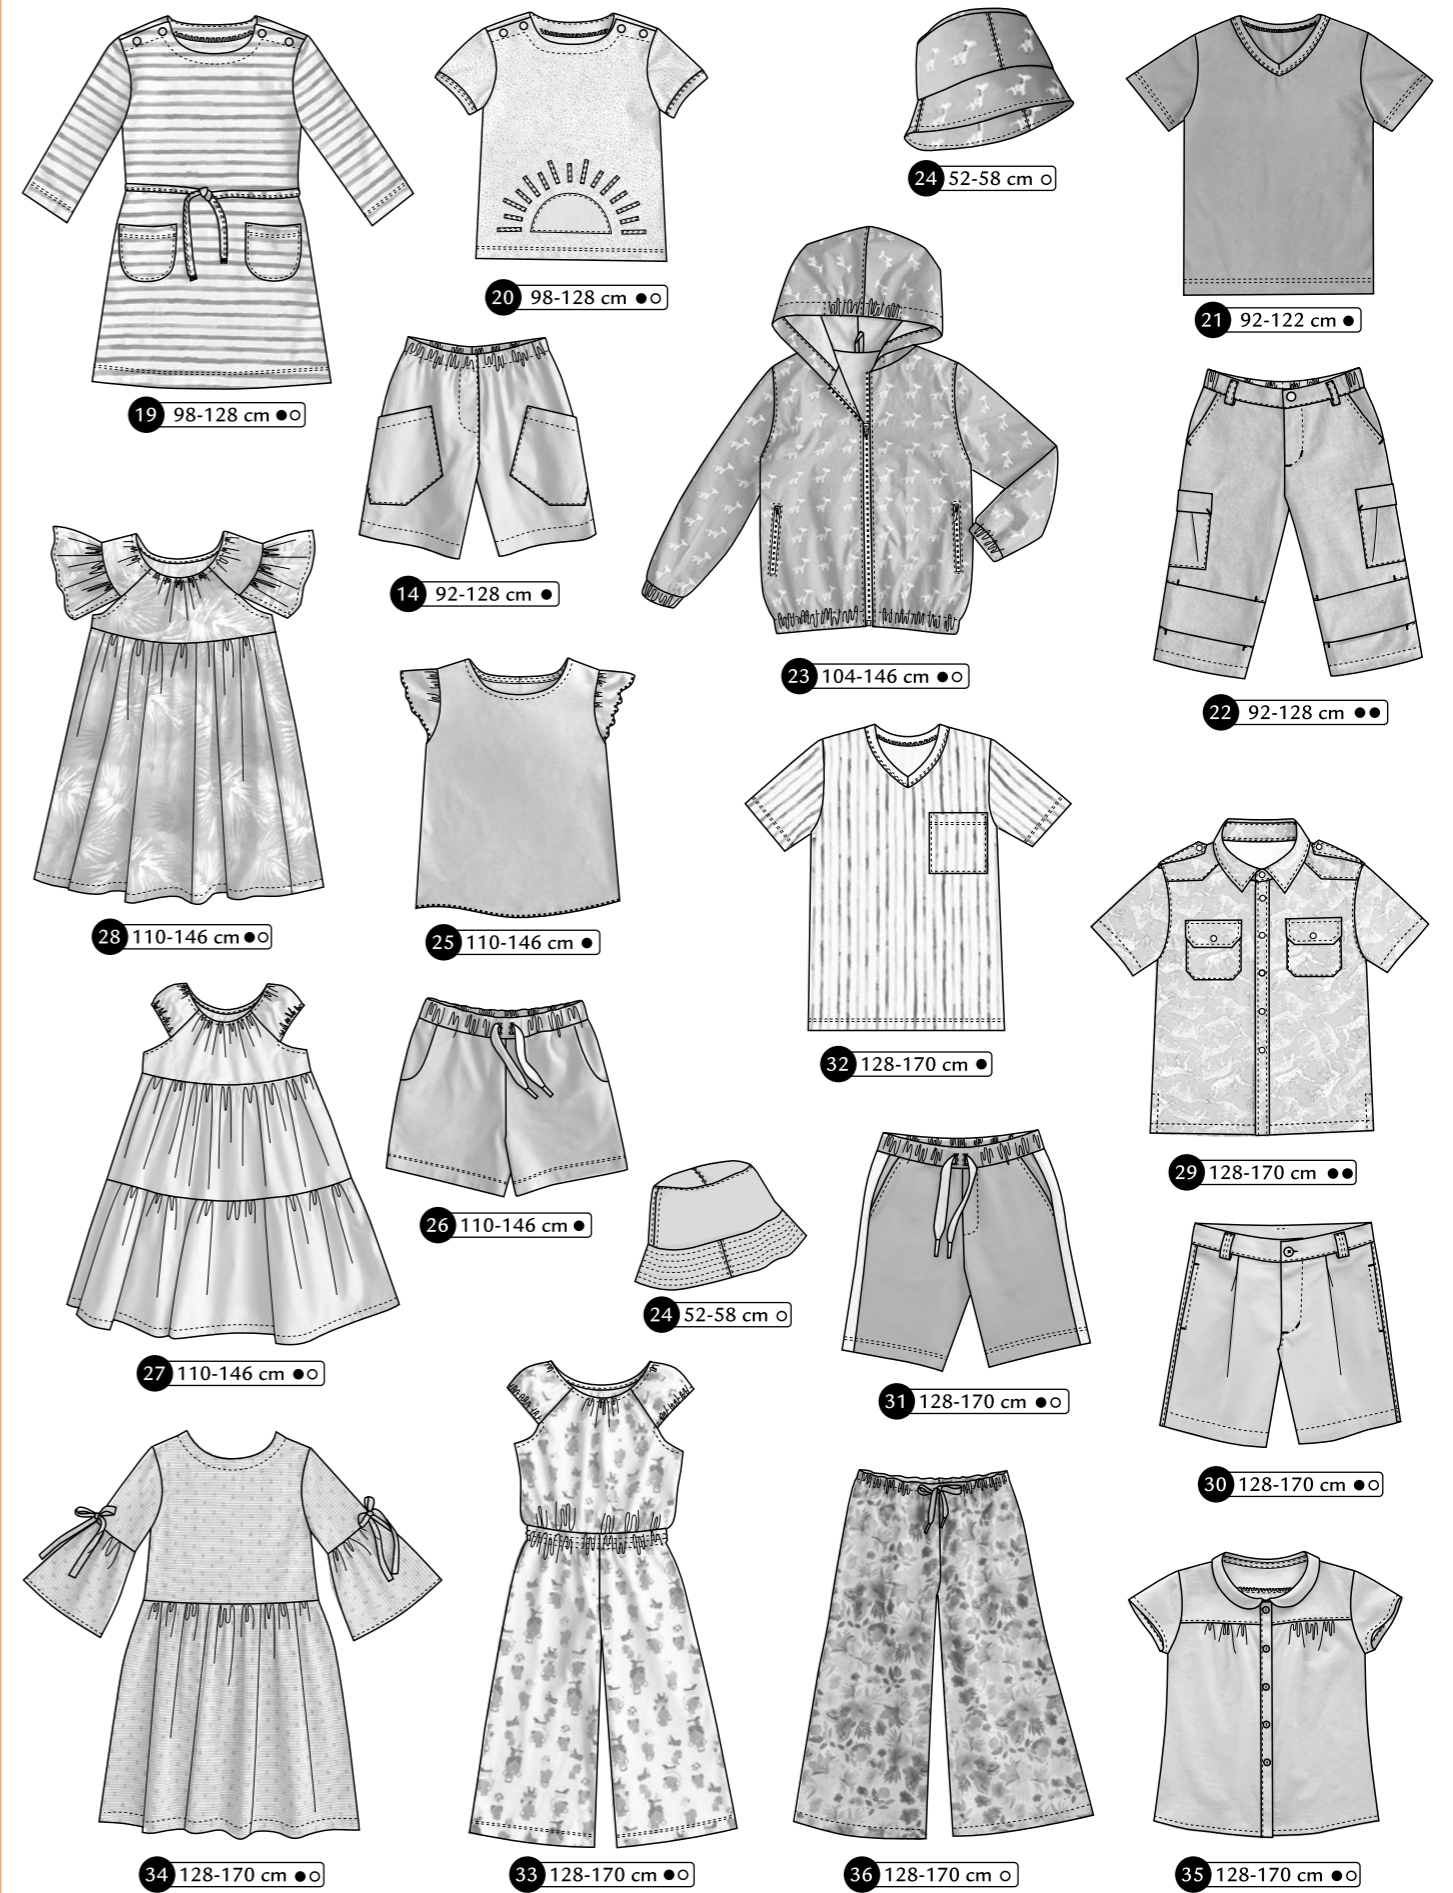 24 52-58 cm ○
20 98-128 cm ●○
21 92-122 cm ●
19 98-128 cm ●○
14 92-128 cm ●
23 104-146 cm ●○
22 92-128 cm ●●
28 110-146 cm ●○
25 110-146 cm ●
32 128-170 cm ●
29 128-170 cm ●●
26 110-146 cm ●
24 52-58 cm ○
27 110-146 cm ●○
31 128-170 cm ●○
30 128-170 cm ●○
34 128-170 cm ●○
33 128-170 cm ●○
36 128-170 cm ○
35 128-170 cm ●○